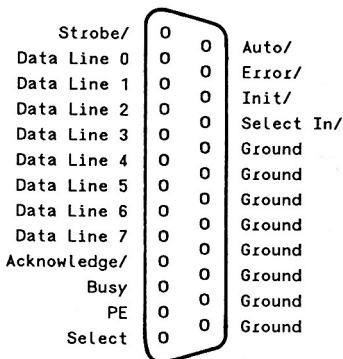 Strobe/
Data Line 0
Data Line 1
Data Line 2
Data Line 3
Data Line 4
Data Line 5
Data Line 6
Data Line 7
Acknowledge/
Busy
PE
Select
Auto/
Error/
Init/
Select In/
Ground
Ground
Ground
Ground
Ground
Ground
Ground
Ground